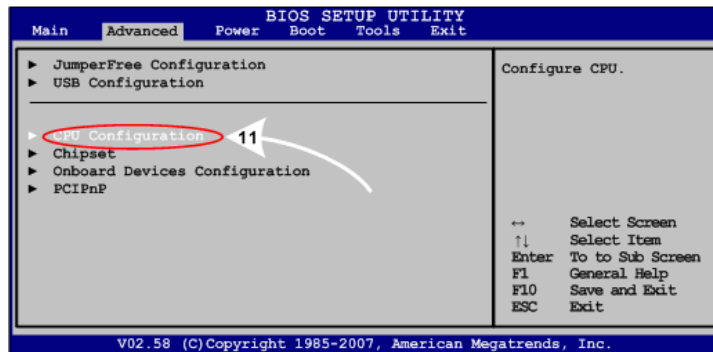 BIOS SETUP UTILITY
Main Advanced Power Boot Tools Exit
► JumperFree Configuration
► USB Configuration
► CPU Configuration
11
► Chipset
► Onboard Devices Configuration
► PCIPnP
Configure CPU.
↔ Select Screen
↑↓ Select Item
Enter To to Sub Screen
F1 General Help
F10 Save and Exit
ESC Exit
V02.58 (C)Copyright 1985-2007, American Megatrends, Inc.